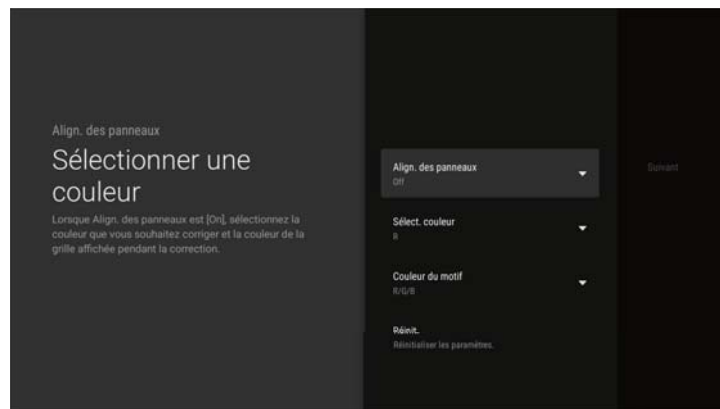 Align. des panneaux
Sélectionner une
couleur
Lorsque Align. des panneaux est [On], sélectionnez la
couleur que vous souhaitez corriger et la couleur de la
grille affichée pendant la correction.
Align. des panneaux
Off
Sélect. couleur
R
Couleur du motif
R/G/B
Réinit.
Réinitialiser les paramètres.
Suivant